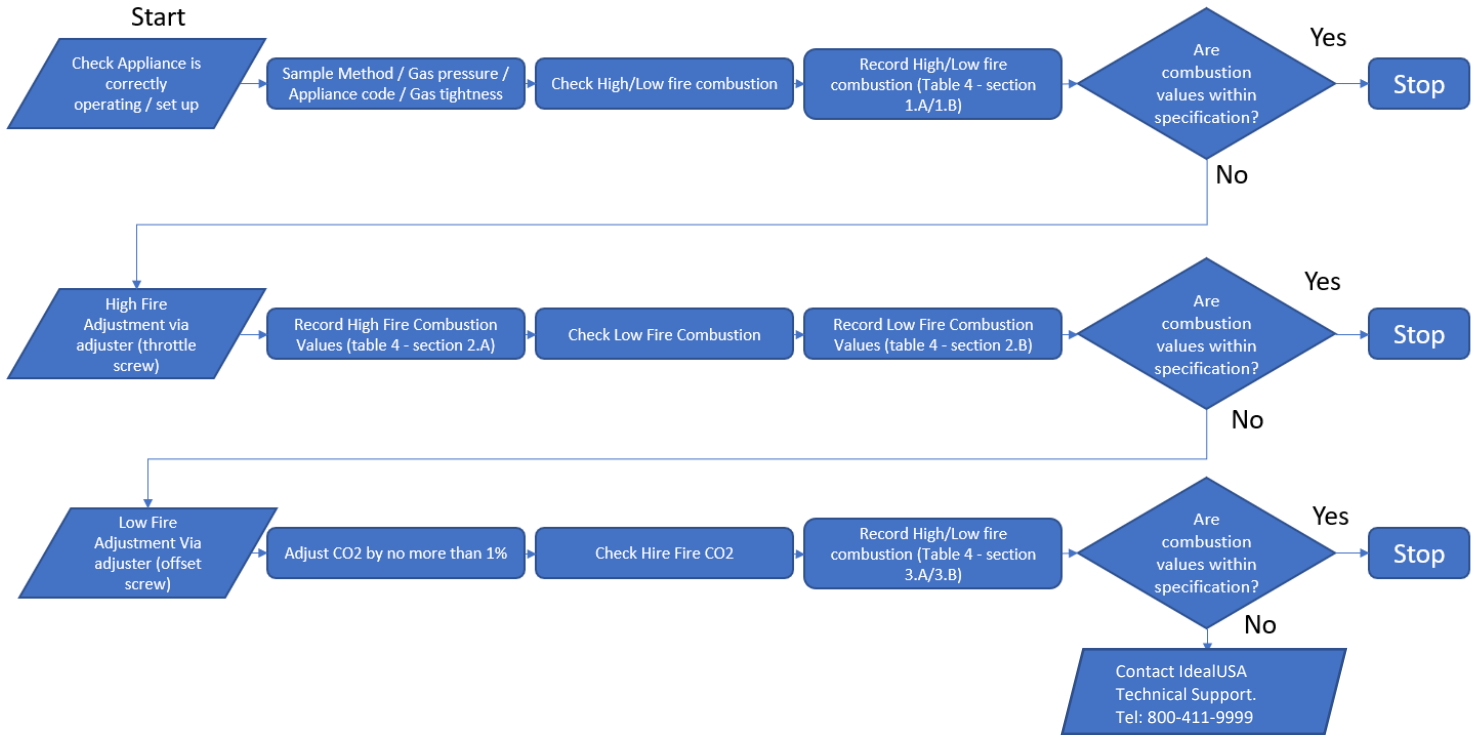 Start
Check Appliance is
correctly
operating / set up
Sample Method / Gas pressure /
Appliance code / Gas tightness
Check High/Low fire combustion
Record High/Low fire
combustion (Table 4 - section
1.A/1.B)
Are
combustion
values within
specification?
Yes
Stop
No
High Fire
Adjustment via
adjuster (throttle
screw)
Record High Fire Combustion
Values (table 4 - section 2.A)
Check Low Fire Combustion
Record Low Fire Combustion
Values (table 4 - section 2.B)
Are
combustion
values within
specification?
Yes
Stop
No
Low Fire
Adjustment Via
adjuster (offset
screw)
Adjust CO2 by no more than 1%
Check Hire Fire CO2
Record High/Low fire
combustion (Table 4 - section
3.A/3.B)
Are
combustion
values within
specification?
Yes
Stop
No
Contact IdealUSA
Technical Support.
Tel: 800-411-9999